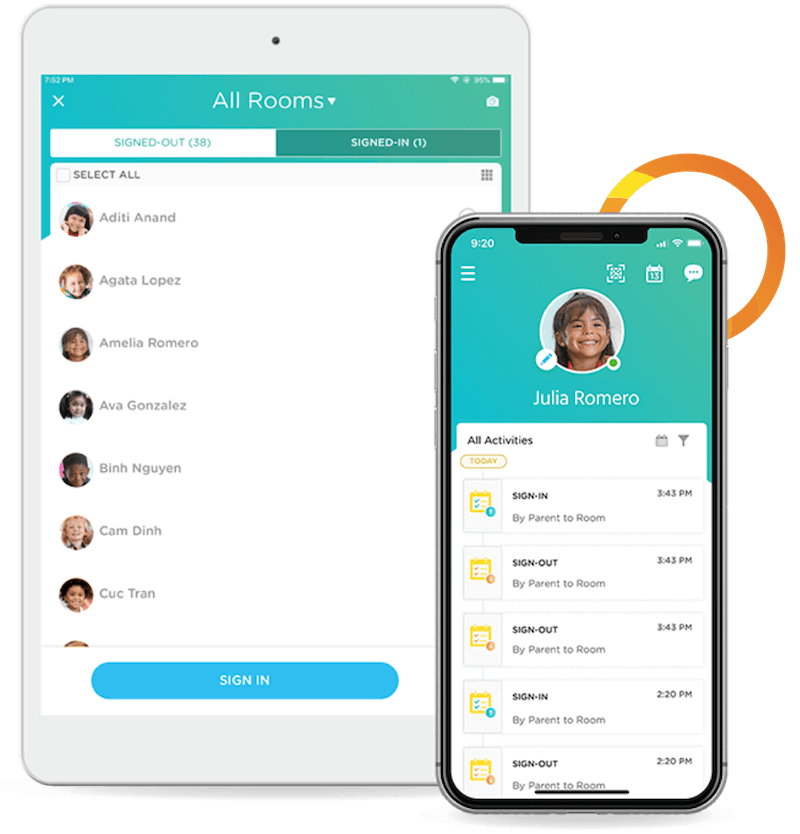 7:52 PM
95%
All Rooms
SIGNED-OUT (38)
SIGNED-IN (1)
SELECT ALL
Aditi Anand
Agata Lopez
Amelia Romero
Ava Gonzalez
Binh Nguyen
Cam Dinh
Cuc Tran
SIGN IN
9:20
13
Julia Romero
All Activities
TODAY
SIGN-IN
3:43 PM
By Parent to Room
SIGN-OUT
3:43 PM
By Parent to Room
SIGN-OUT
3:43 PM
By Parent to Room
SIGN-IN
2:20 PM
By Parent to Room
SIGN-OUT
2:20 PM
By Parent to Room